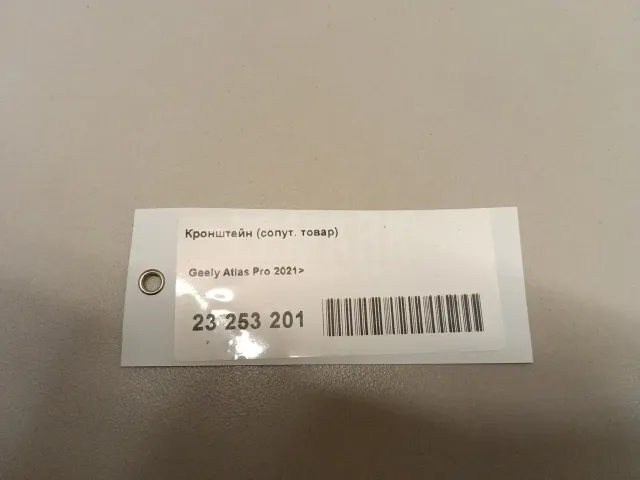 Кронштейн (сопут. товар)
Geely Atlas Pro 2021>
23 253 201